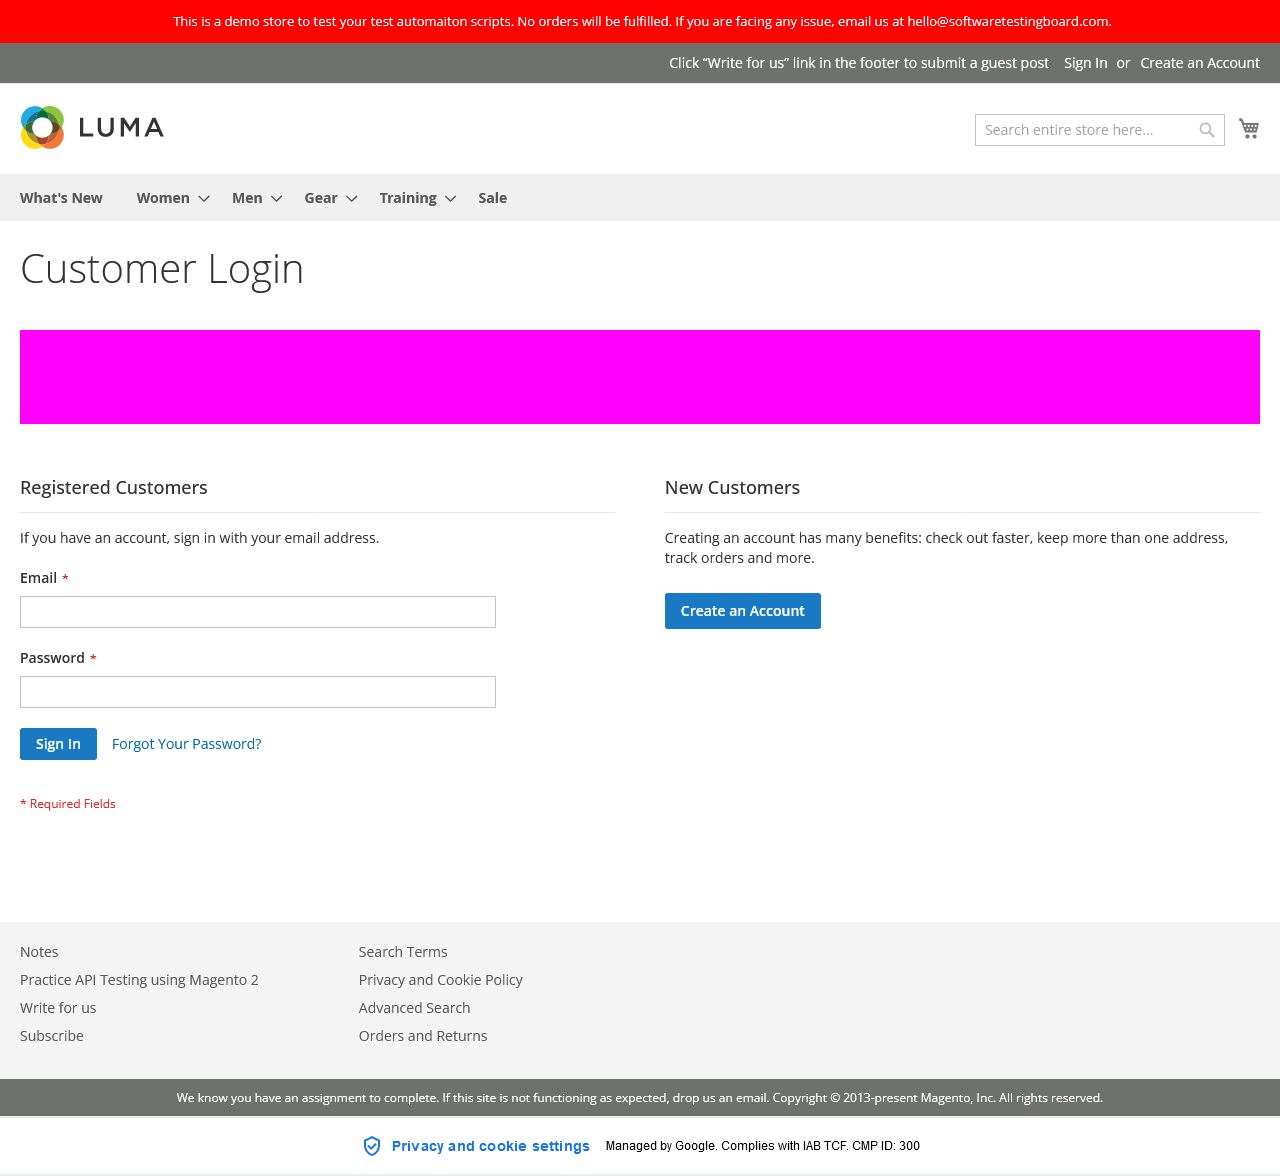 This is a demo store to test your test automaiton scripts. No orders will be fulfilled. If you are facing any issue, email us at hello@softwaretestingboard.com.
Click “Write for us” link in the footer to submit a guest post Sign In or Create an Account
LUMA
Search entire store here...
What's New Women Men Gear Training Sale
Customer Login
Registered Customers
If you have an account, sign in with your email address.
Email *
Password *
Sign In Forgot Your Password?
* Required Fields
New Customers
Creating an account has many benefits: check out faster, keep more than one address,
track orders and more.
Create an Account
Notes
Practice API Testing using Magento 2
Write for us
Subscribe
Search Terms
Privacy and Cookie Policy
Advanced Search
Orders and Returns
We know you have an assignment to complete. If this site is not functioning as expected, drop us an email. Copyright © 2013-present Magento, Inc. All rights reserved.
Privacy and cookie settings Managed by Google. Complies with IAB TCF. CMP ID: 300